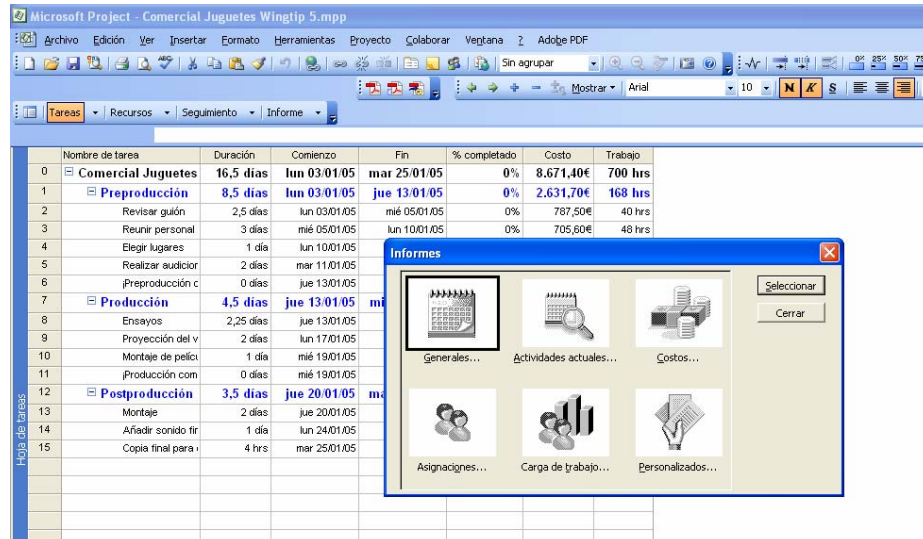 Microsoft Project - Comercial Juguetes Wingtip 5.mpp
Archivo Edición Ver Insertar Formato Herramientas Proyecto Colaborar Ventana ? Adobe PDF
Sin agrupar 0% 25% 50%
Mostrar Arial 10 N K S
Tareas Recursos Seguimiento Informe
Nombre de tarea Duración Comienzo Fin % completado Costo Trabajo
0 Comercial Juguetes 16,5 días lun 03/01/05 mar 25/01/05 0% 8.671,40€ 700 hrs
1 Preproducción 8,5 días lun 03/01/05 jue 13/01/05 0% 2.631,70€ 168 hrs
2 Revisar guión 2,5 días lun 03/01/05 mié 05/01/05 0% 787,50€ 40 hrs
3 Reunir personal 3 días mié 05/01/05 lun 10/01/05 0% 705,60€ 48 hrs
4 Elegir lugares 1 día lun 10/01/05
5 Realizar audicior 2 días mar 11/01/05
6 ¡Preproducción c 0 días jue 13/01/05
7 Producción 4,5 días jue 13/01/05 mi
8 Ensayos 2,25 días jue 13/01/05
9 Proyección del v 2 días lun 17/01/05
10 Montaje de pelícu 1 día mié 19/01/05
11 ¡Producción com 0 días mié 19/01/05
12 Postproducción 3,5 días jue 20/01/05 ma
13 Montaje 2 días jue 20/01/05
14 Añadir sonido fir 1 día lun 24/01/05
15 Copia final para 4 hrs mar 25/01/05
Hoja de tareas
Informes
Generales... Actividades actuales... Costos...
Asignaciones... Carga de trabajo... Personalizados...
Seleccionar
Cerrar